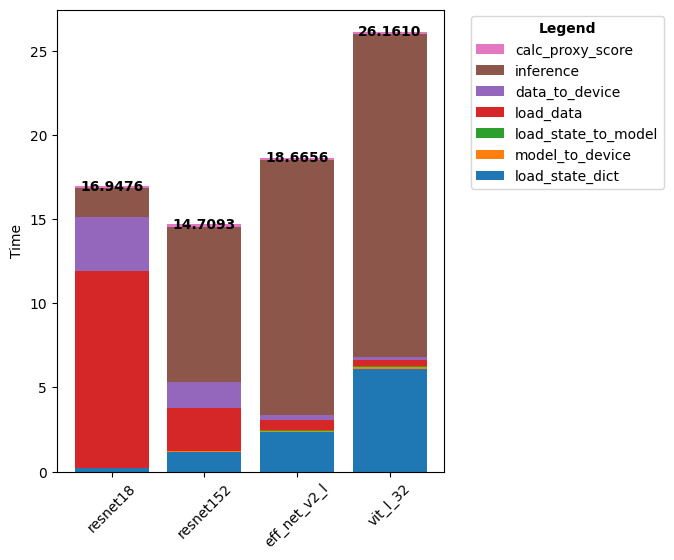 26.1610
18.6656
16.9476
14.7093
25
20
15
10
5
0
Time
resnet18
resnet152
eff_net_v2_l
vit_l_32
Legend
calc_proxy_score
inference
data_to_device
load_data
load_state_to_model
model_to_device
load_state_dict